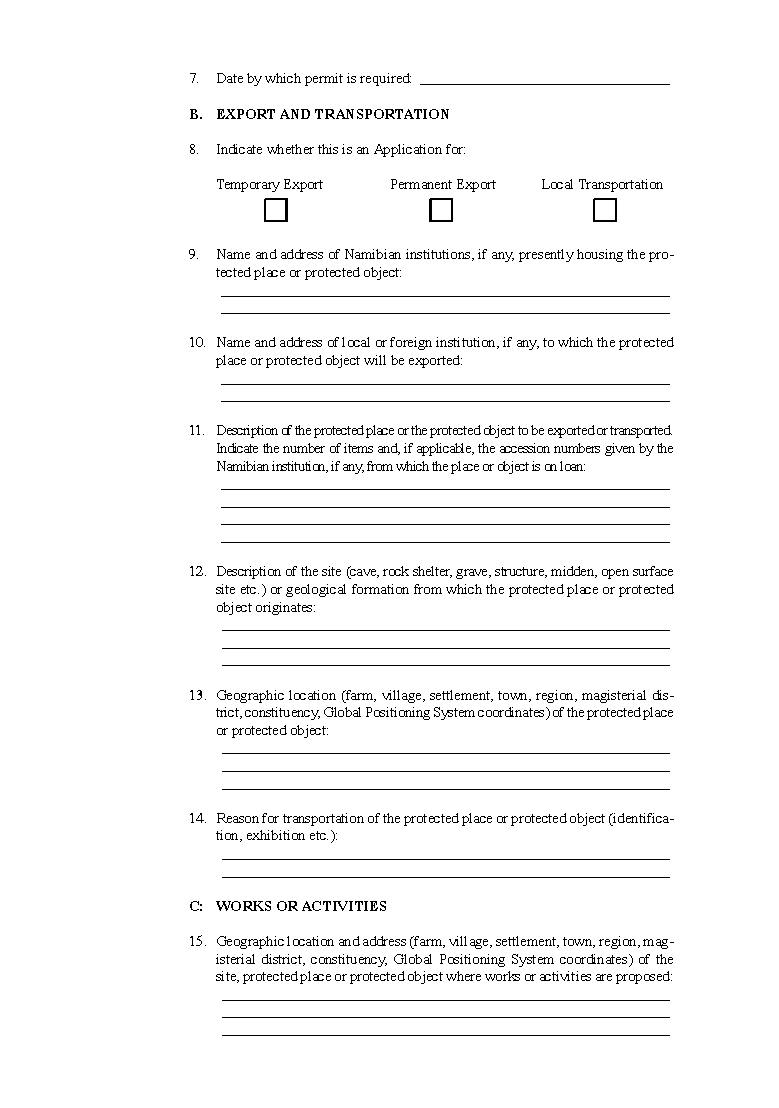 7. Date by which permit is required:
B. EXPORT AND TRANSPORTATION
8. Indicate whether this is an Application for:
Temporary Export Permanent Export Local Transportation
9. Name and address of Namibian institutions, if any, presently housing the pro-
tected place or protected object:
10. Name and address of local or foreign institution, if any, to which the protected
place or protected object will be exported:
11. Description of the protected place or the protected object to be exported or transported.
Indicate the number of items and, if applicable, the accession numbers given by the
Namibian institution, if any, from which the place or object is on loan:
12. Description of the site (cave, rock shelter, grave, structure, midden, open surface
site etc.) or geological formation from which the protected place or protected
object originates:
13. Geographic location (farm, village, settlement, town, region, magisterial dis-
trict, constituency, Global Positioning System coordinates) of the protected place
or protected object:
14. Reason for transportation of the protected place or protected object (identifica-
tion, exhibition etc.):
C: WORKS OR ACTIVITIES
15. Geographic location and address (farm, village, settlement, town, region, mag-
isterial district, constituency, Global Positioning System coordinates) of the
site, protected place or protected object where works or activities are proposed: